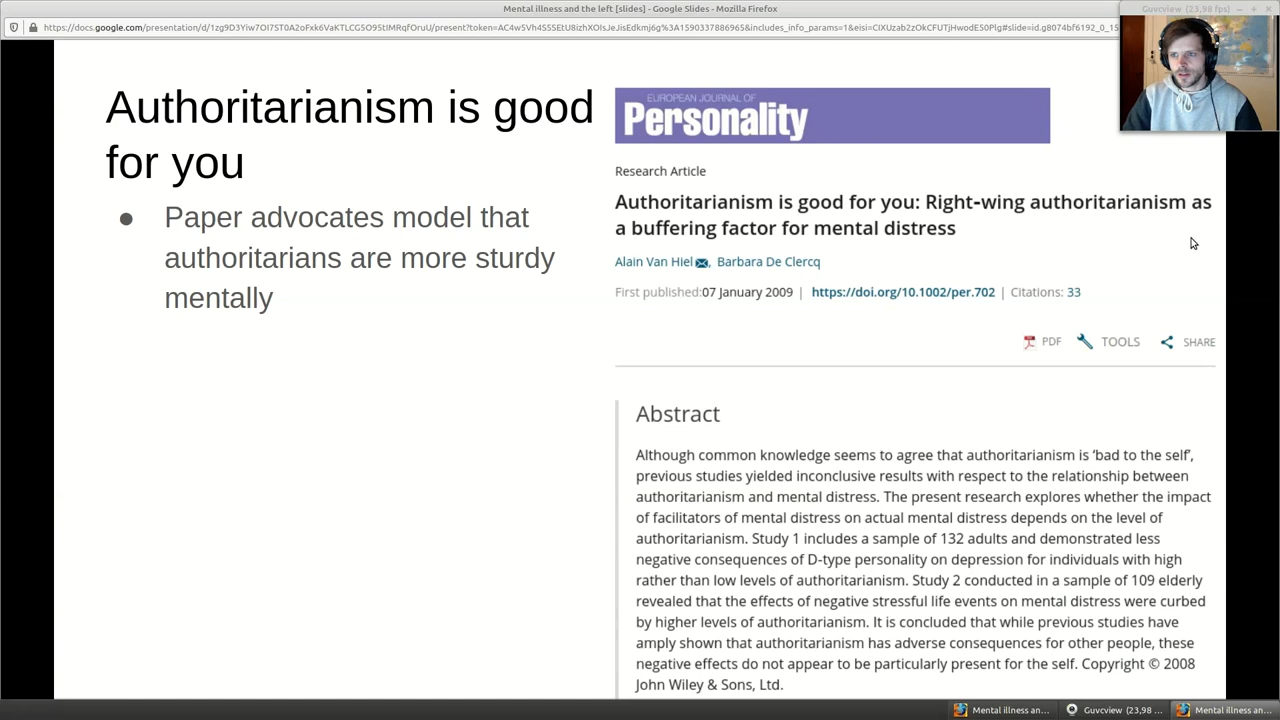 Mental illness and the left [slides] - Google Slides - Mozilla Firefox
Guvcview (23,98 fps)
Authoritarianism is good
for you
● Paper advocates model that
authoritarians are more sturdy
mentally
EUROPEAN JOURNAL OF
Personality
Research Article
Authoritarianism is good for you: Right-wing authoritarianism as
a buffering factor for mental distress
Alain Van Hiel, Barbara De Clercq
First published:07 January 2009 | https://doi.org/10.1002/per.702 | Citations: 33
PDF TOOLS SHARE
Abstract
Although common knowledge seems to agree that authoritarianism is ‘bad to the self’,
previous studies yielded inconclusive results with respect to the relationship between
authoritarianism and mental distress. The present research explores whether the impact
of facilitators of mental distress on actual mental distress depends on the level of
authoritarianism. Study 1 includes a sample of 132 adults and demonstrated less
negative consequences of D-type personality on depression for individuals with high
rather than low levels of authoritarianism. Study 2 conducted in a sample of 109 elderly
revealed that the effects of negative stressful life events on mental distress were curbed
by higher levels of authoritarianism. It is concluded that while previous studies have
amply shown that authoritarianism has adverse consequences for other people, these
negative effects do not appear to be particularly present for the self. Copyright © 2008
John Wiley & Sons, Ltd.
Mental illness an... Guvcview (23,98 ... Mental illness an...